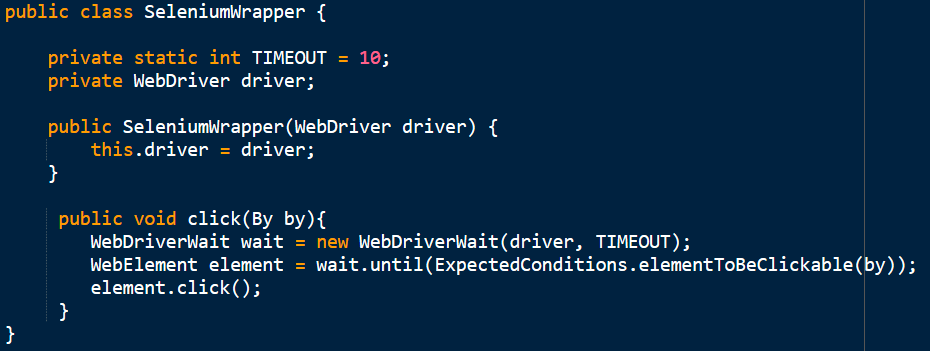 public class SeleniumWrapper {
private static int TIMEOUT = 10;
private WebDriver driver;
public SeleniumWrapper(WebDriver driver) {
this.driver = driver;
}
public void click(By by){
WebDriverWait wait = new WebDriverWait(driver, TIMEOUT);
WebElement element = wait.until(ExpectedConditions.elementToBeClickable(by));
element.click();
}
}